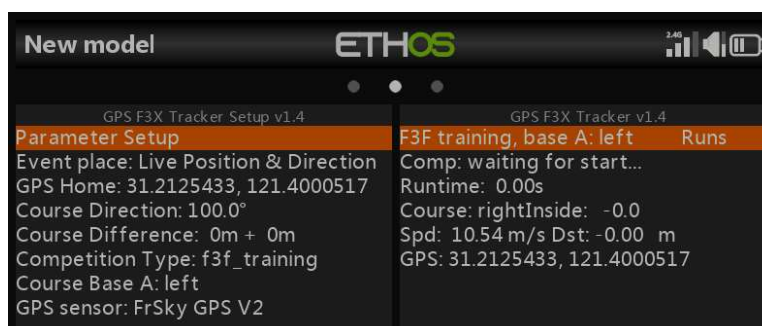 New model
ETHOS
2.4G
GPS F3X Tracker Setup v1.4
Parameter Setup
Event place: Live Position & Direction
GPS Home: 31.2125433, 121.4000517
Course Direction: 100.0°
Course Difference: 0m + 0m
Competition Type: f3f_training
Course Base A: left
GPS sensor: FrSky GPS V2
GPS F3X Tracker v1.4
F3F training, base A: left Runs
Comp: waiting for start...
Runtime: 0.00s
Course: rightInside: -0.0
Spd: 10.54 m/s Dst: -0.00 m
GPS: 31.2125433, 121.4000517